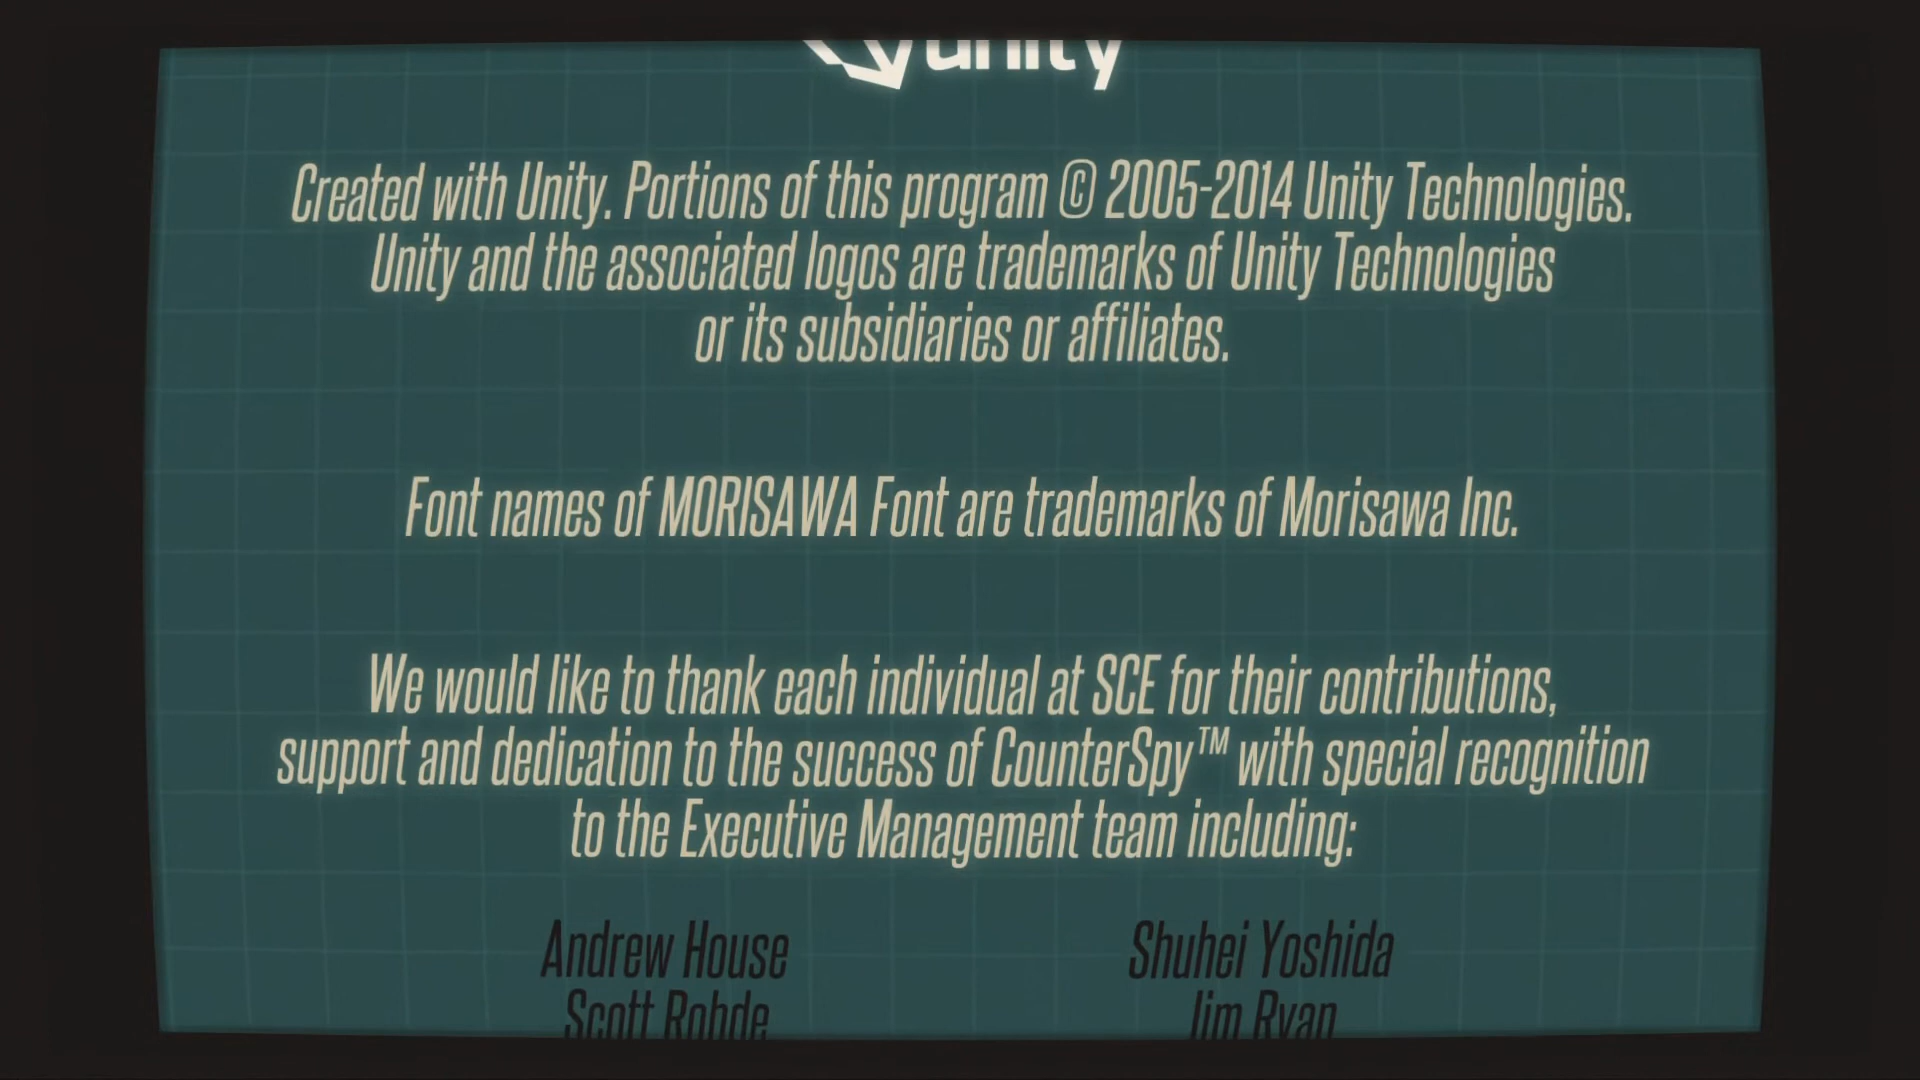 unity
Created with Unity. Portions of this program © 2005-2014 Unity Technologies.
Unity and the associated logos are trademarks of Unity Technologies
or its subsidiaries or affiliates.
Font names of MORISAWA Font are trademarks of Morisawa Inc.
We would like to thank each individual at SCE for their contributions,
support and dedication to the success of CounterSpy™ with special recognition
to the Executive Management team including:
Andrew House Shuhei Yoshida
Scott Rohde Jim Ryan